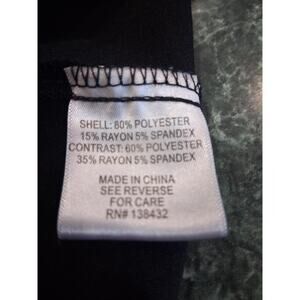 SHELL: 80% POLYESTER
15% RAYON 5% SPANDEX
CONTRAST: 60% POLYESTER
35% RAYON 5% SPANDEX
MADE IN CHINA
SEE REVERSE
FOR CARE
RN# 138432